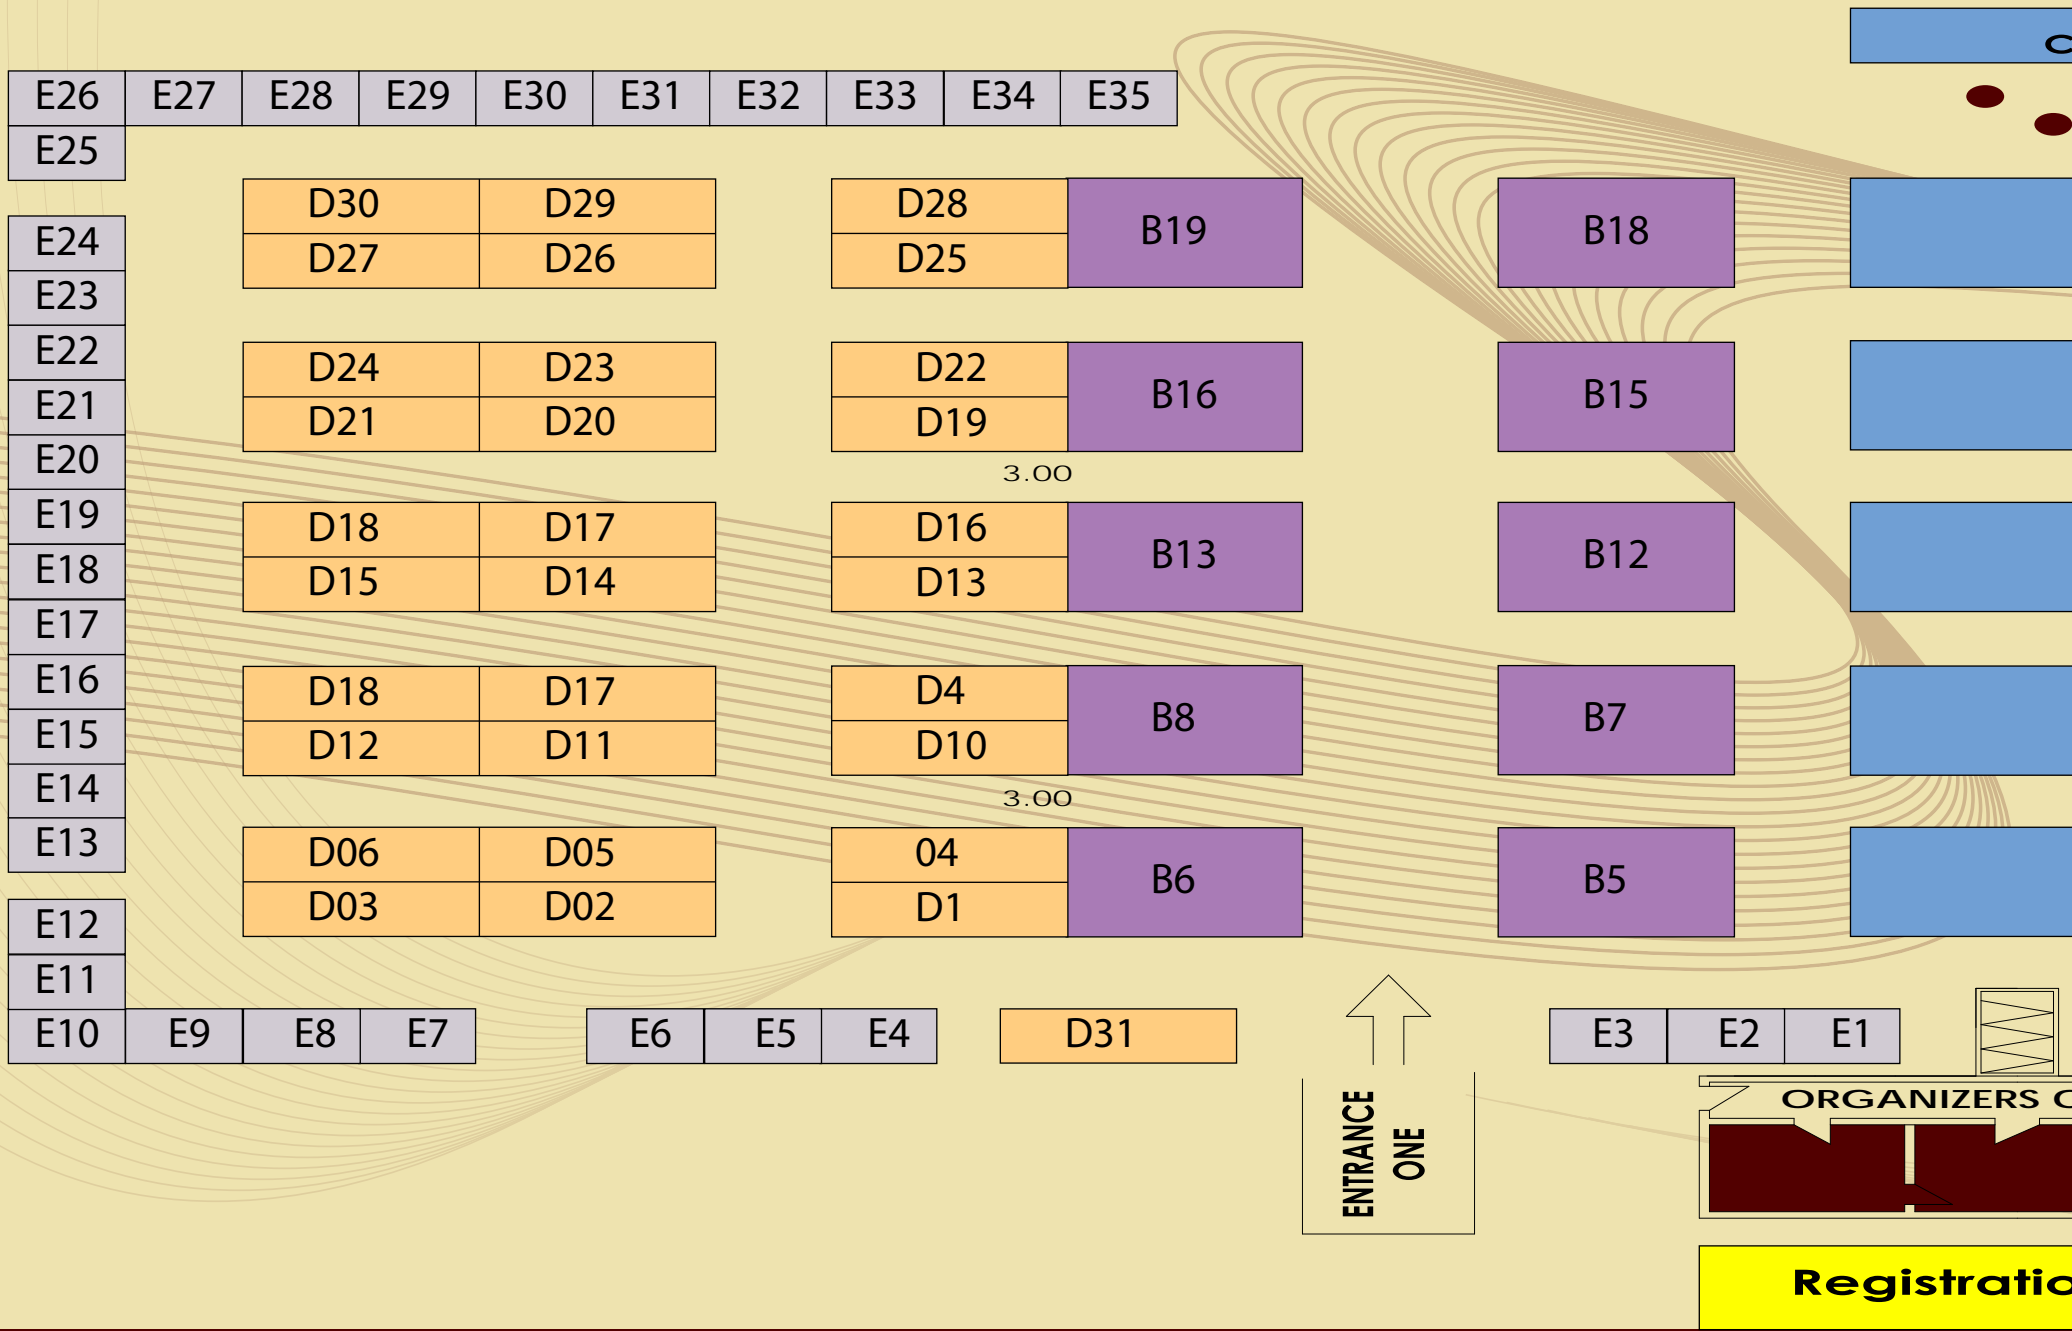 C
E26 E27 E28 E29 E30 E31 E32 E33 E34 E35
E25
D30 D29 D28 B19 B18
E24
D27 D26 D25
E23
E22
D24 D23 D22 B16 B15
E21
D21 D20 D19
E20
3.00
E19
D18 D17 D16 B13 B12
E18
D15 D14 D13
E17
E16
D18 D17 D4 B8 B7
E15
D12 D11 D10
E14
3.00
E13
D06 D05 04 B6 B5
D03 D02 D1
E12
E11
E10 E9 E8 E7 E6 E5 E4 D31 E3 E2 E1
ENTRANCE
ONE
ORGANIZERS
Registratio